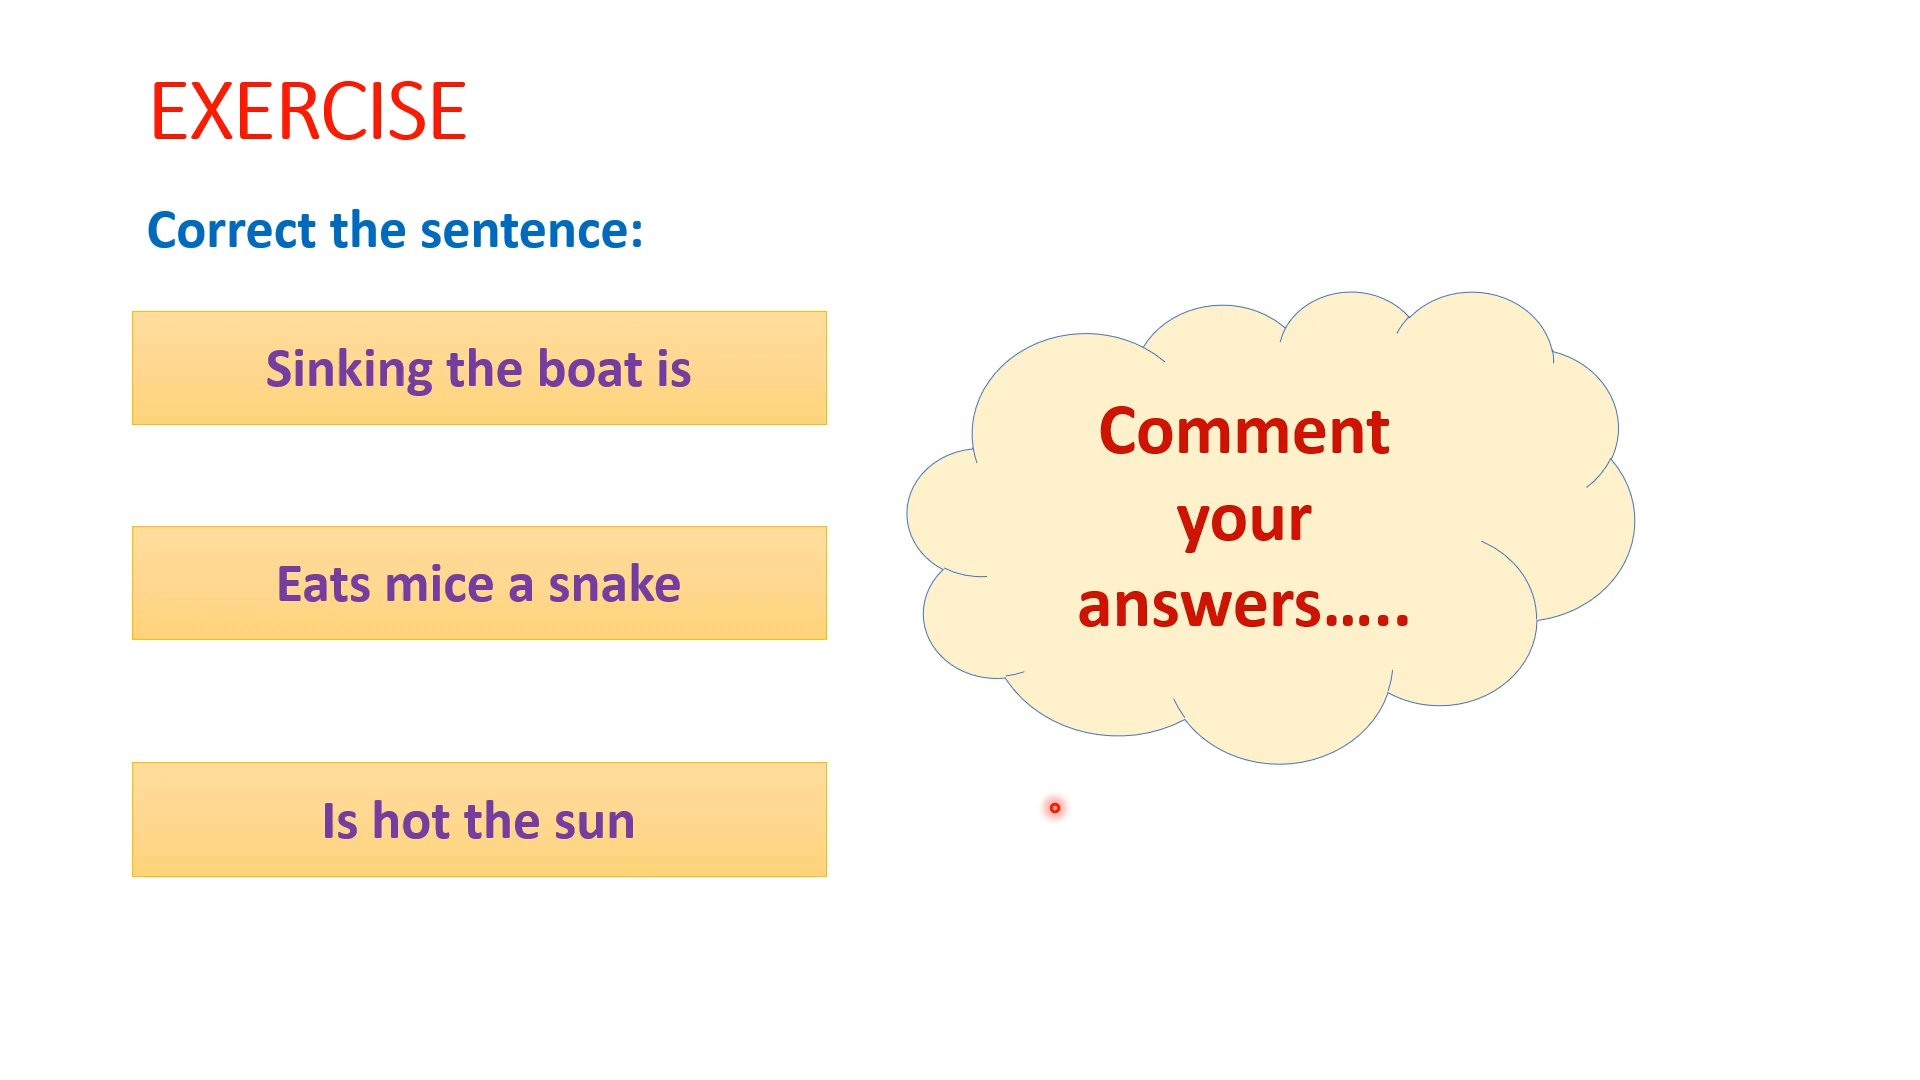 EXERCISE
Correct the sentence:
Sinking the boat is
Eats mice a snake
Is hot the sun
Comment
your
answers…..